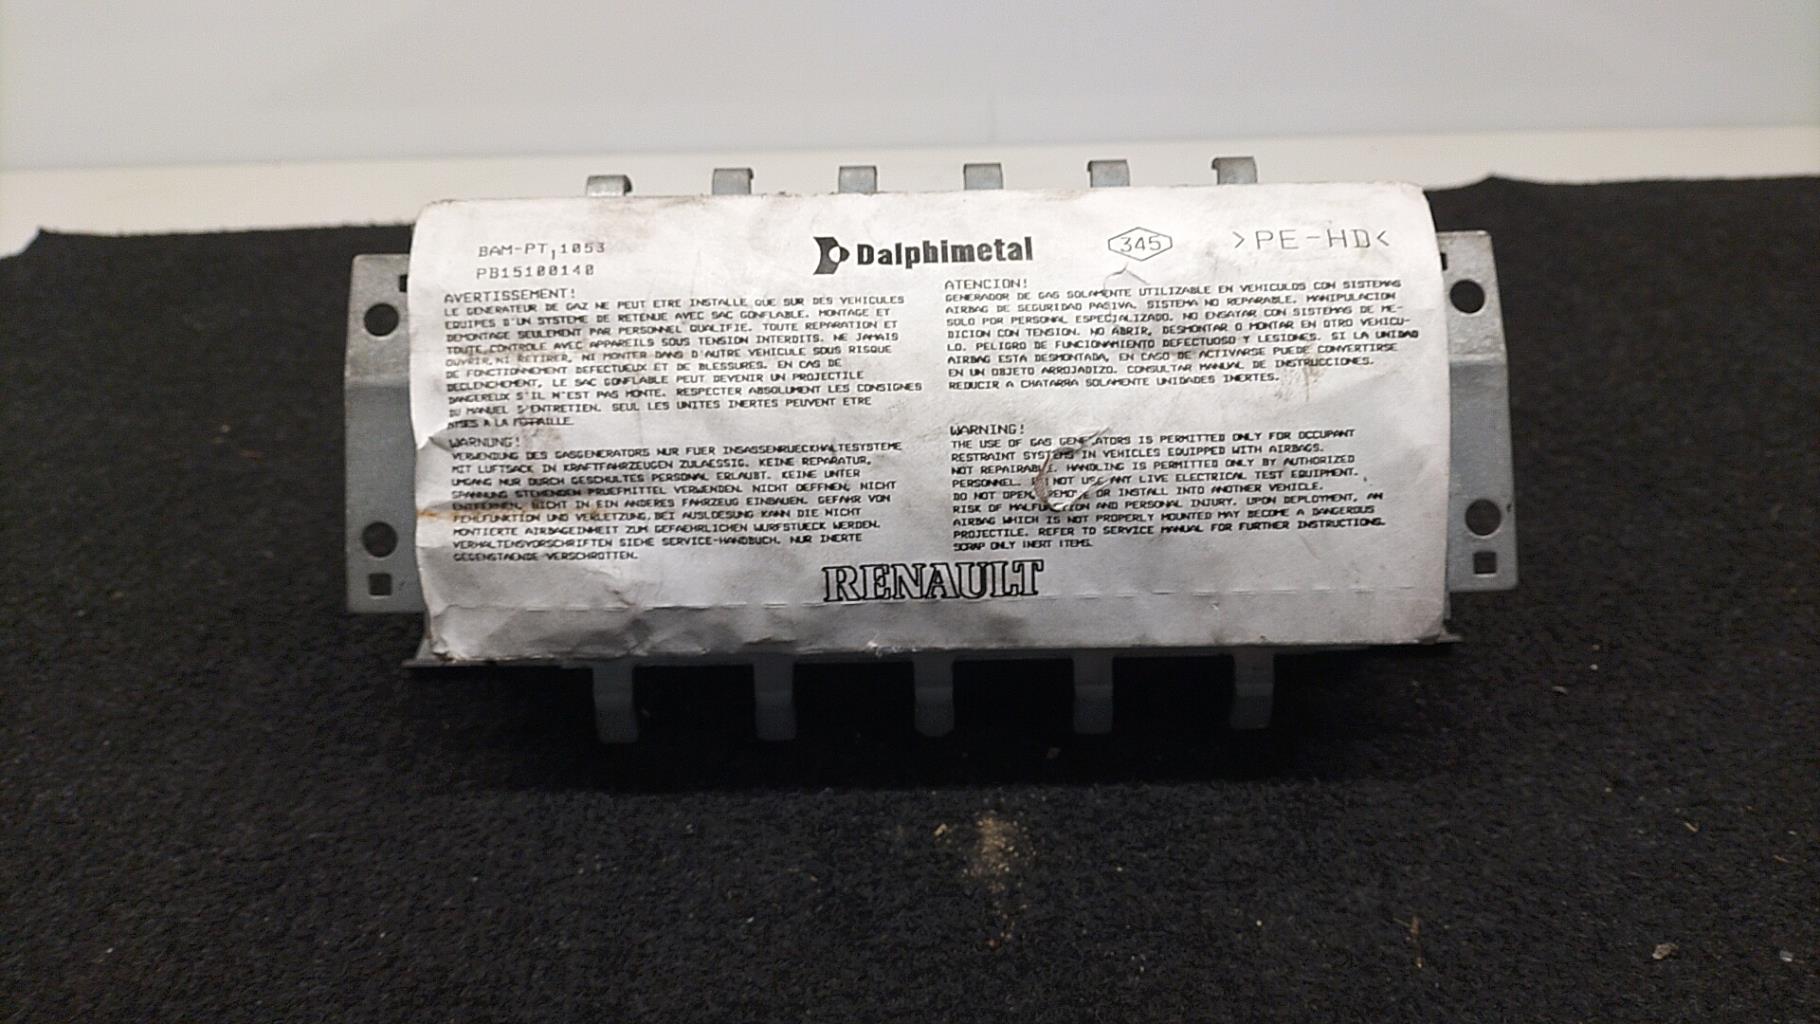 BAM-PT,1053
PB15100140
Dalphimetal
345
>PE-HD<
AVERTISSEMENT!
LE GENERATEUR DE GAZ NE PEUT ETRE INSTALLE QUE SUR DES VEHICULES
EQUIPES D'UN SYSTEME DE RETENUE AVEC SAC GONFLABLE. MONTAGE ET
DEMONTAGE SEULEMENT PAR PERSONNEL QUALIFIE. TOUTE REPARATION ET
TOUTE CONTROLE AVEC APPAREILS SOUS TENSION INTERDITS. NE JAMAIS
OUVRIR, NI RETIRER, NI MONTER DANS D'AUTRE VEHICULE SOUS RISQUE
DE FONCTIONNEMENT DEFECTUEUX ET DE BLESSURES. EN CAS DE
DECLENCHEMENT, LE SAC GONFLABLE PEUT DEVENIR UN PROJECTILE
DANGEREUX S'IL N'EST PAS MONTE. RESPECTER ABSOLUMENT LES CONSIGNES
DU MANUEL D'ENTRETIEN. SEUL LES UNITES INERTES PEUVENT ETRE
MISES A LA FERRAILLE.
WARNUNG!
VERWENDUNG DES GASGENERATORS NUR FUER INSASSENRUECKHALTESYSTEME
MIT LUFTSACK IN KRAFTFAHRZEUGEN ZULAESSIG. KEINE REPARATUR,
UMGANG NUR DURCH GESCHULTES PERSONAL ERLAUBT. KEINE UNTER
SPANNUNG STEHENDEN PRUEFMITTEL VERWENDEN. NICHT OEFFNEN, NICHT
ENTFERNEN, NICHT IN EIN ANDERES FAHRZEUG EINBAUEN. GEFAHR VON
FEHLFUNKTION UND VERLETZUNG. BEI AUSLOESUNG KANN DIE NICHT
MONTIERTE AIRBAGEINHEIT ZUM GEFAEHRLICHEN WURFSTUECK WERDEN.
VERHALTENSVORSCHRIFTEN SIEHE SERVICE-HANDBUCH. NUR INERTE
GEGENSTAENDE VERSCHROTTEN.
ATENCION!
GENERADOR DE GAS SOLAMENTE UTILIZABLE EN VEHICULOS CON SISTEMAS
AIRBAG DE SEGURIDAD PASIVA. SISTEMA NO REPARABLE. MANIPULACION
SOLO POR PERSONAL ESPECIALIZADO. NO ENSAYAR CON SISTEMAS DE ME-
DICION CON TENSION. NO ABRIR, DESMONTAR O MONTAR EN OTRO VEHICU-
LO. PELIGRO DE FUNCIONAMIENTO DEFECTUOSO Y LESIONES. SI LA UNIDAD
AIRBAG ESTA DESMONTADA, EN CASO DE ACTIVARSE PUEDE CONVERTIRSE
EN UN OBJETO ARROJADIZO. CONSULTAR MANUAL DE INSTRUCCIONES.
REDUCIR A CHATARRA SOLAMENTE UNIDADES INERTES.
WARNING!
THE USE OF GAS GENERATORS IS PERMITTED ONLY FOR OCCUPANT
RESTRAINT SYSTEMS IN VEHICLES EQUIPPED WITH AIRBAGS.
NOT REPAIRABLE. HANDLING IS PERMITTED ONLY BY AUTHORIZED
PERSONNEL. DO NOT USE ANY LIVE ELECTRICAL TEST EQUIPMENT.
DO NOT OPEN, REMOVE OR INSTALL INTO ANOTHER VEHICLE.
RISK OF MALFUNCTION AND PERSONAL INJURY. UPON DEPLOYMENT, AN
AIRBAG WHICH IS NOT PROPERLY MOUNTED MAY BECOME A DANGEROUS
PROJECTILE. REFER TO SERVICE MANUAL FOR FURTHER INSTRUCTIONS.
SCRAP ONLY INERT ITEMS.
RENAULT